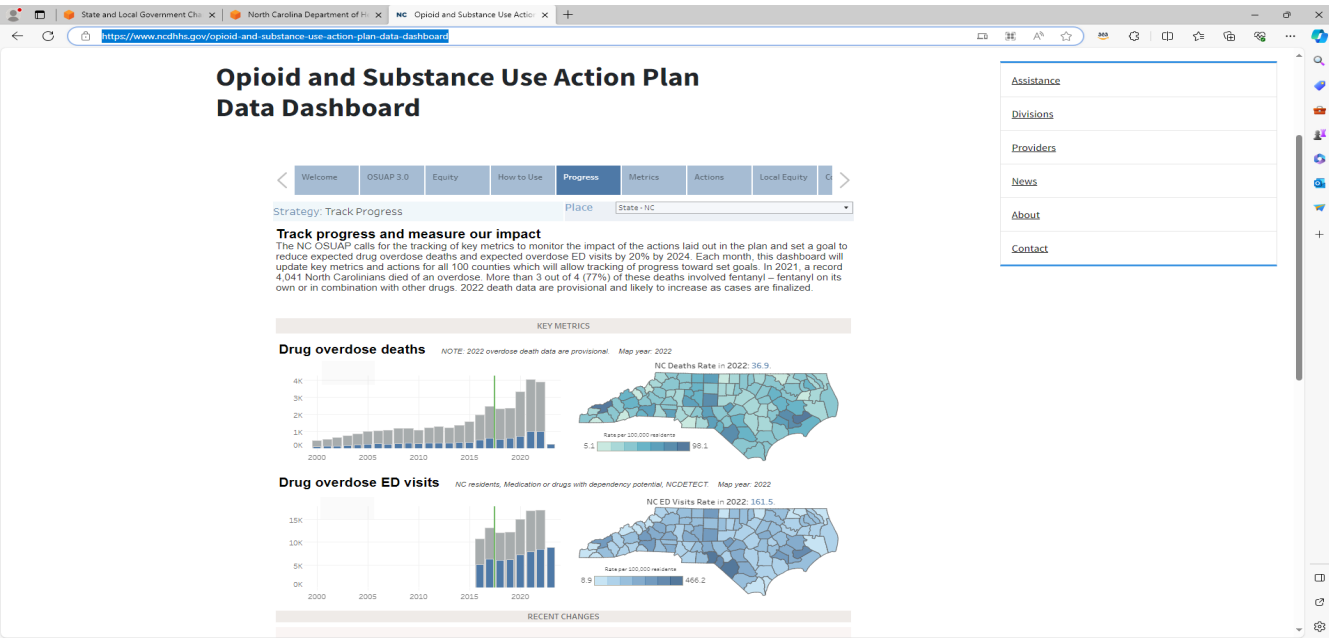 State and Local Government Cha
North Carolina Department of H
NC Opioid and Substance Use Action
https://www.ncdhhs.gov/opioid-and-substance-use-action-plan-data-dashboard
Opioid and Substance Use Action Plan
Data Dashboard
Assistance
Divisions
Providers
News
About
Contact
Welcome
OSUAP 3.0
Equity
How to Use
Progress
Metrics
Actions
Local Equity
Strategy: Track Progress
Place
State - NC
Track progress and measure our impact
The NC OSUAP calls for the tracking of key metrics to monitor the impact of the actions laid out in the plan and set a goal to
reduce expected drug overdose deaths and expected overdose ED visits by 20% by 2024. Each month, this dashboard will
update key metrics and actions for all 100 counties which will allow tracking of progress toward set goals. In 2021, a record
4,041 North Carolinians died of an overdose. More than 3 out of 4 (77%) of these deaths involved fentanyl – fentanyl on its
own or in combination with other drugs. 2022 death data are provisional and likely to increase as cases are finalized.
KEY METRICS
Drug overdose deaths
NOTE: 2022 overdose death data are provisional. Map year: 2022
NC Deaths Rate in 2022: 36.9.
4K
3K
2K
1K
0K
2000 2005 2010 2015 2020
Rate per 100,000 residents
5.1 98.1
Drug overdose ED visits
NC residents, Medication or drugs with dependency potential, NCDETECT. Map year: 2022
NC ED Visits Rate in 2022: 161.5.
15K
10K
5K
0K
2000 2005 2010 2015 2020
Rate per 100,000 residents
8.9 466.2
RECENT CHANGES